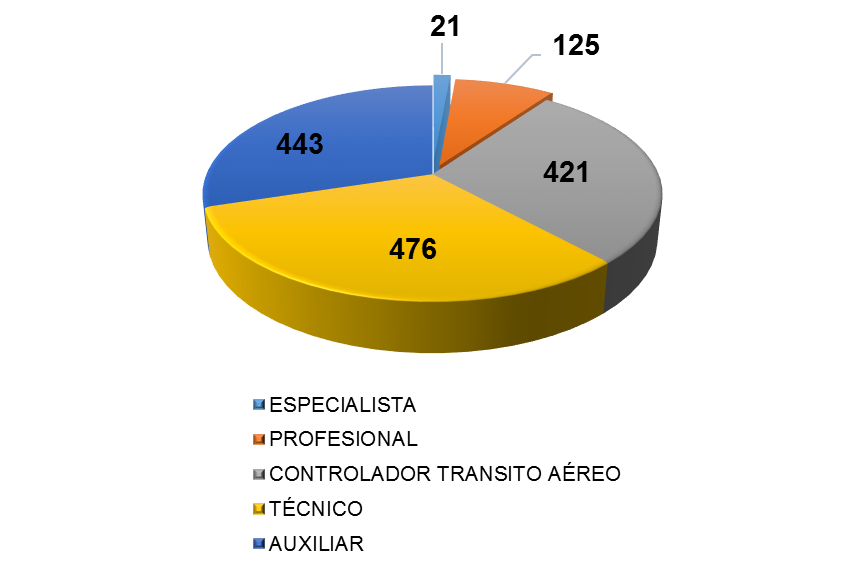 21
125
443
421
476
ESPECIALISTA
PROFESIONAL
CONTROLADOR TRANSITO AÉREO
TÉCNICO
AUXILIAR